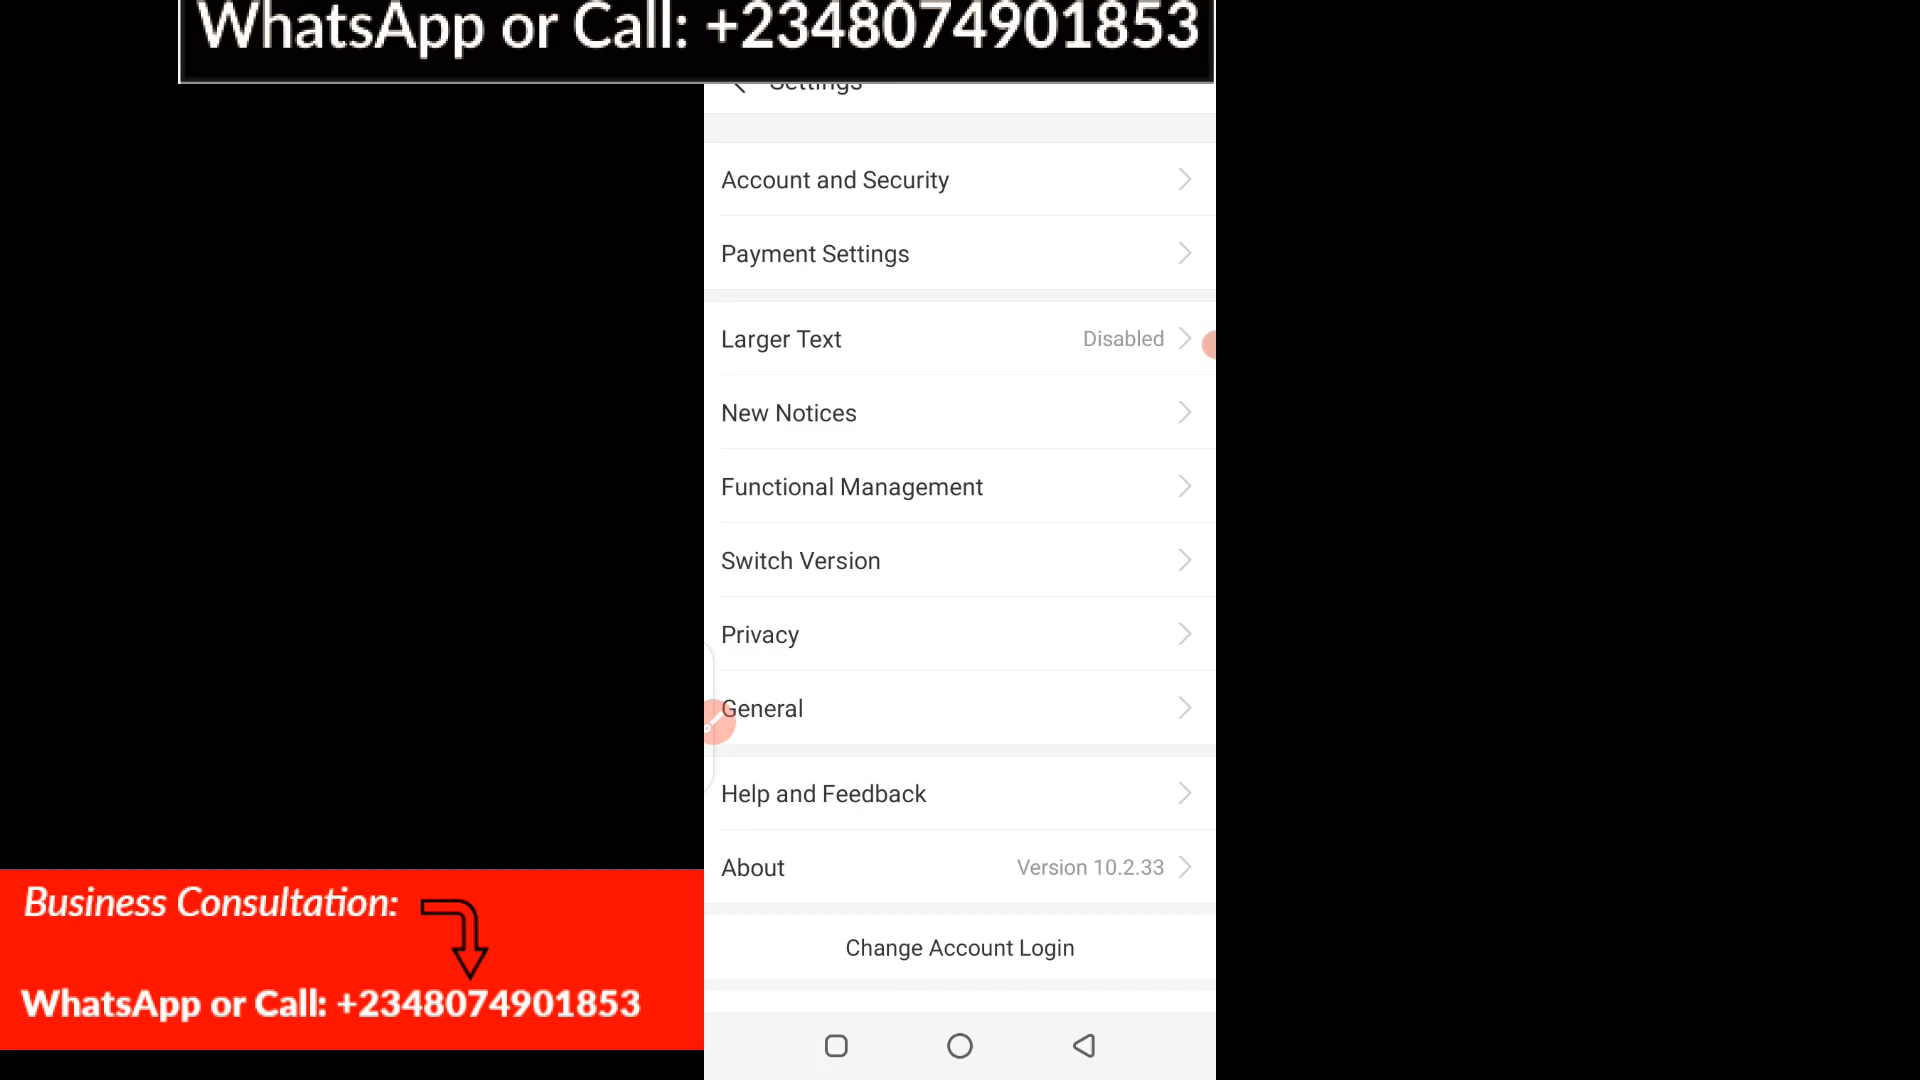 WhatsApp or Call: +2348074901853
Settings
Account and Security
Payment Settings
Larger Text Disabled
New Notices
Functional Management
Switch Version
Privacy
General
Help and Feedback
About Version 10.2.33
Change Account Login
Business Consultation:
WhatsApp or Call: +2348074901853